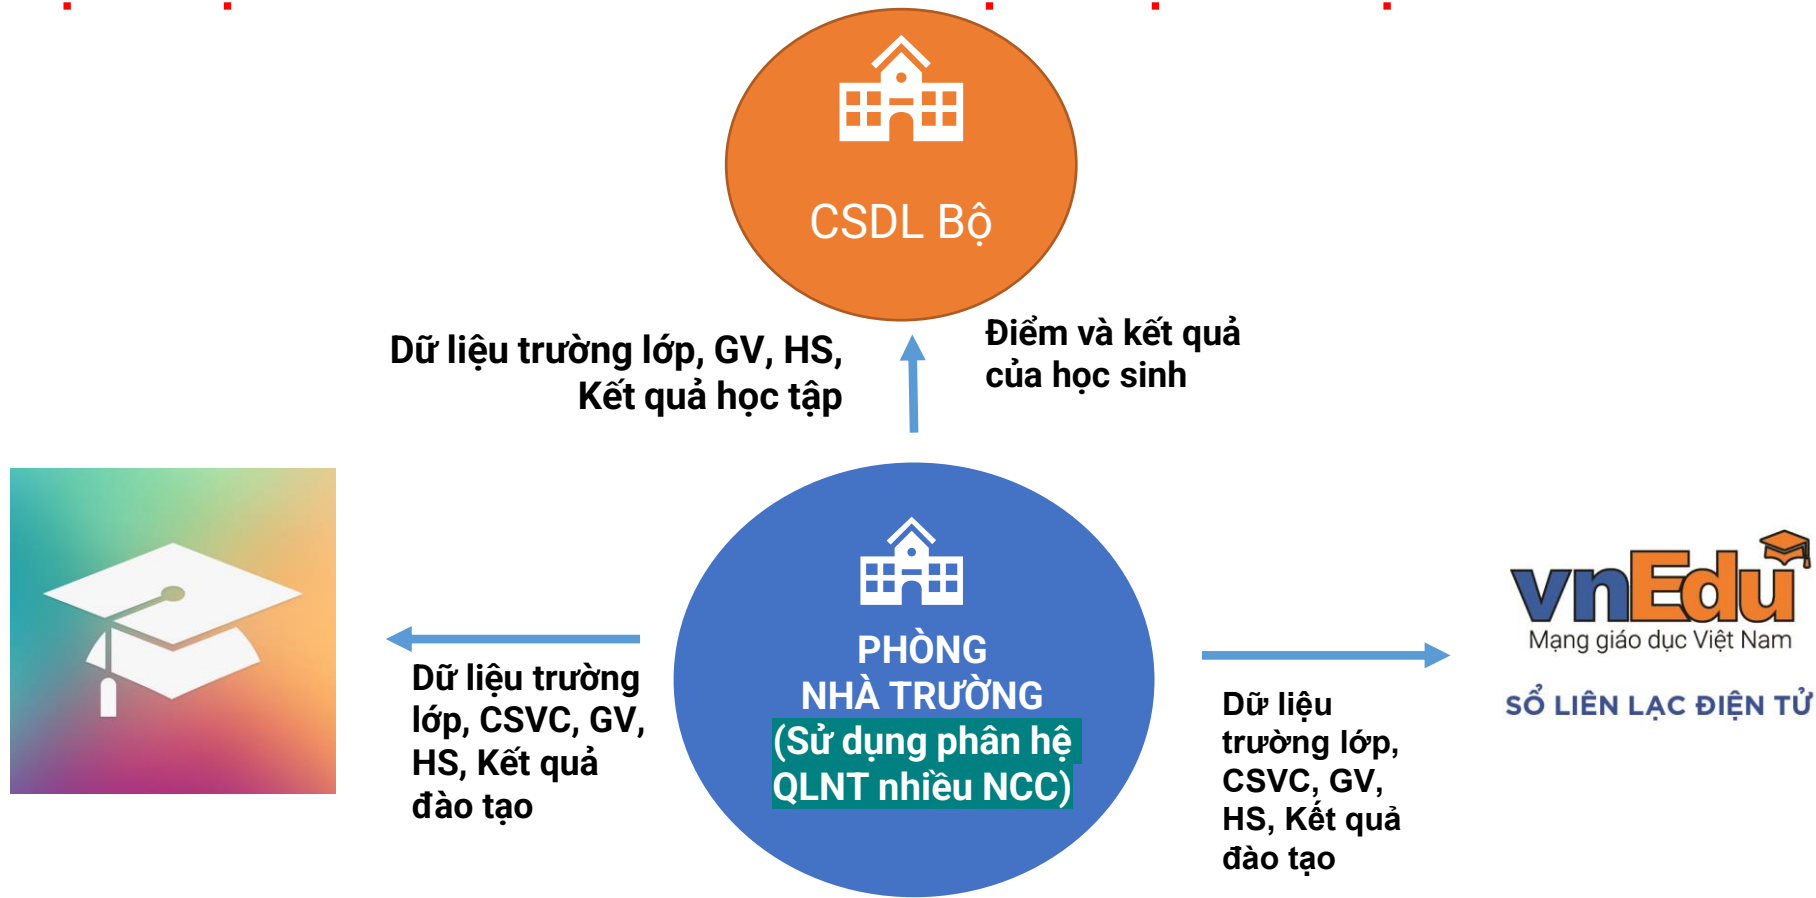 CSDL Bộ
Dữ liệu trường lớp, GV, HS,
Kết quả học tập
Điểm và kết quả
của học sinh
PHÒNG
NHÀ TRƯỜNG
(Sử dụng phân hệ
QLNT nhiều NCC)
Dữ liệu trường
lớp, CSVC, GV,
HS, Kết quả
đào tạo
Dữ liệu
trường lớp,
CSVC, GV,
HS, Kết quả
đào tạo
vnEdu
Mạng giáo dục Việt Nam
SỔ LIÊN LẠC ĐIỆN TỬ